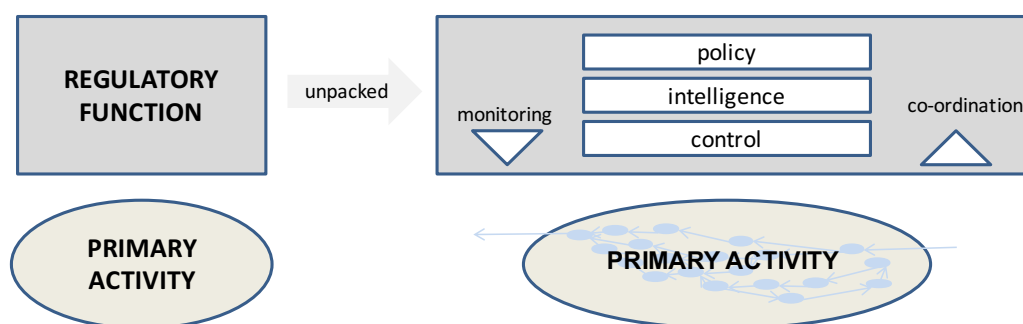 REGULATORY
FUNCTION
unpacked
policy
intelligence
control
monitoring
co-ordination
PRIMARY
ACTIVITY
PRIMARY ACTIVITY